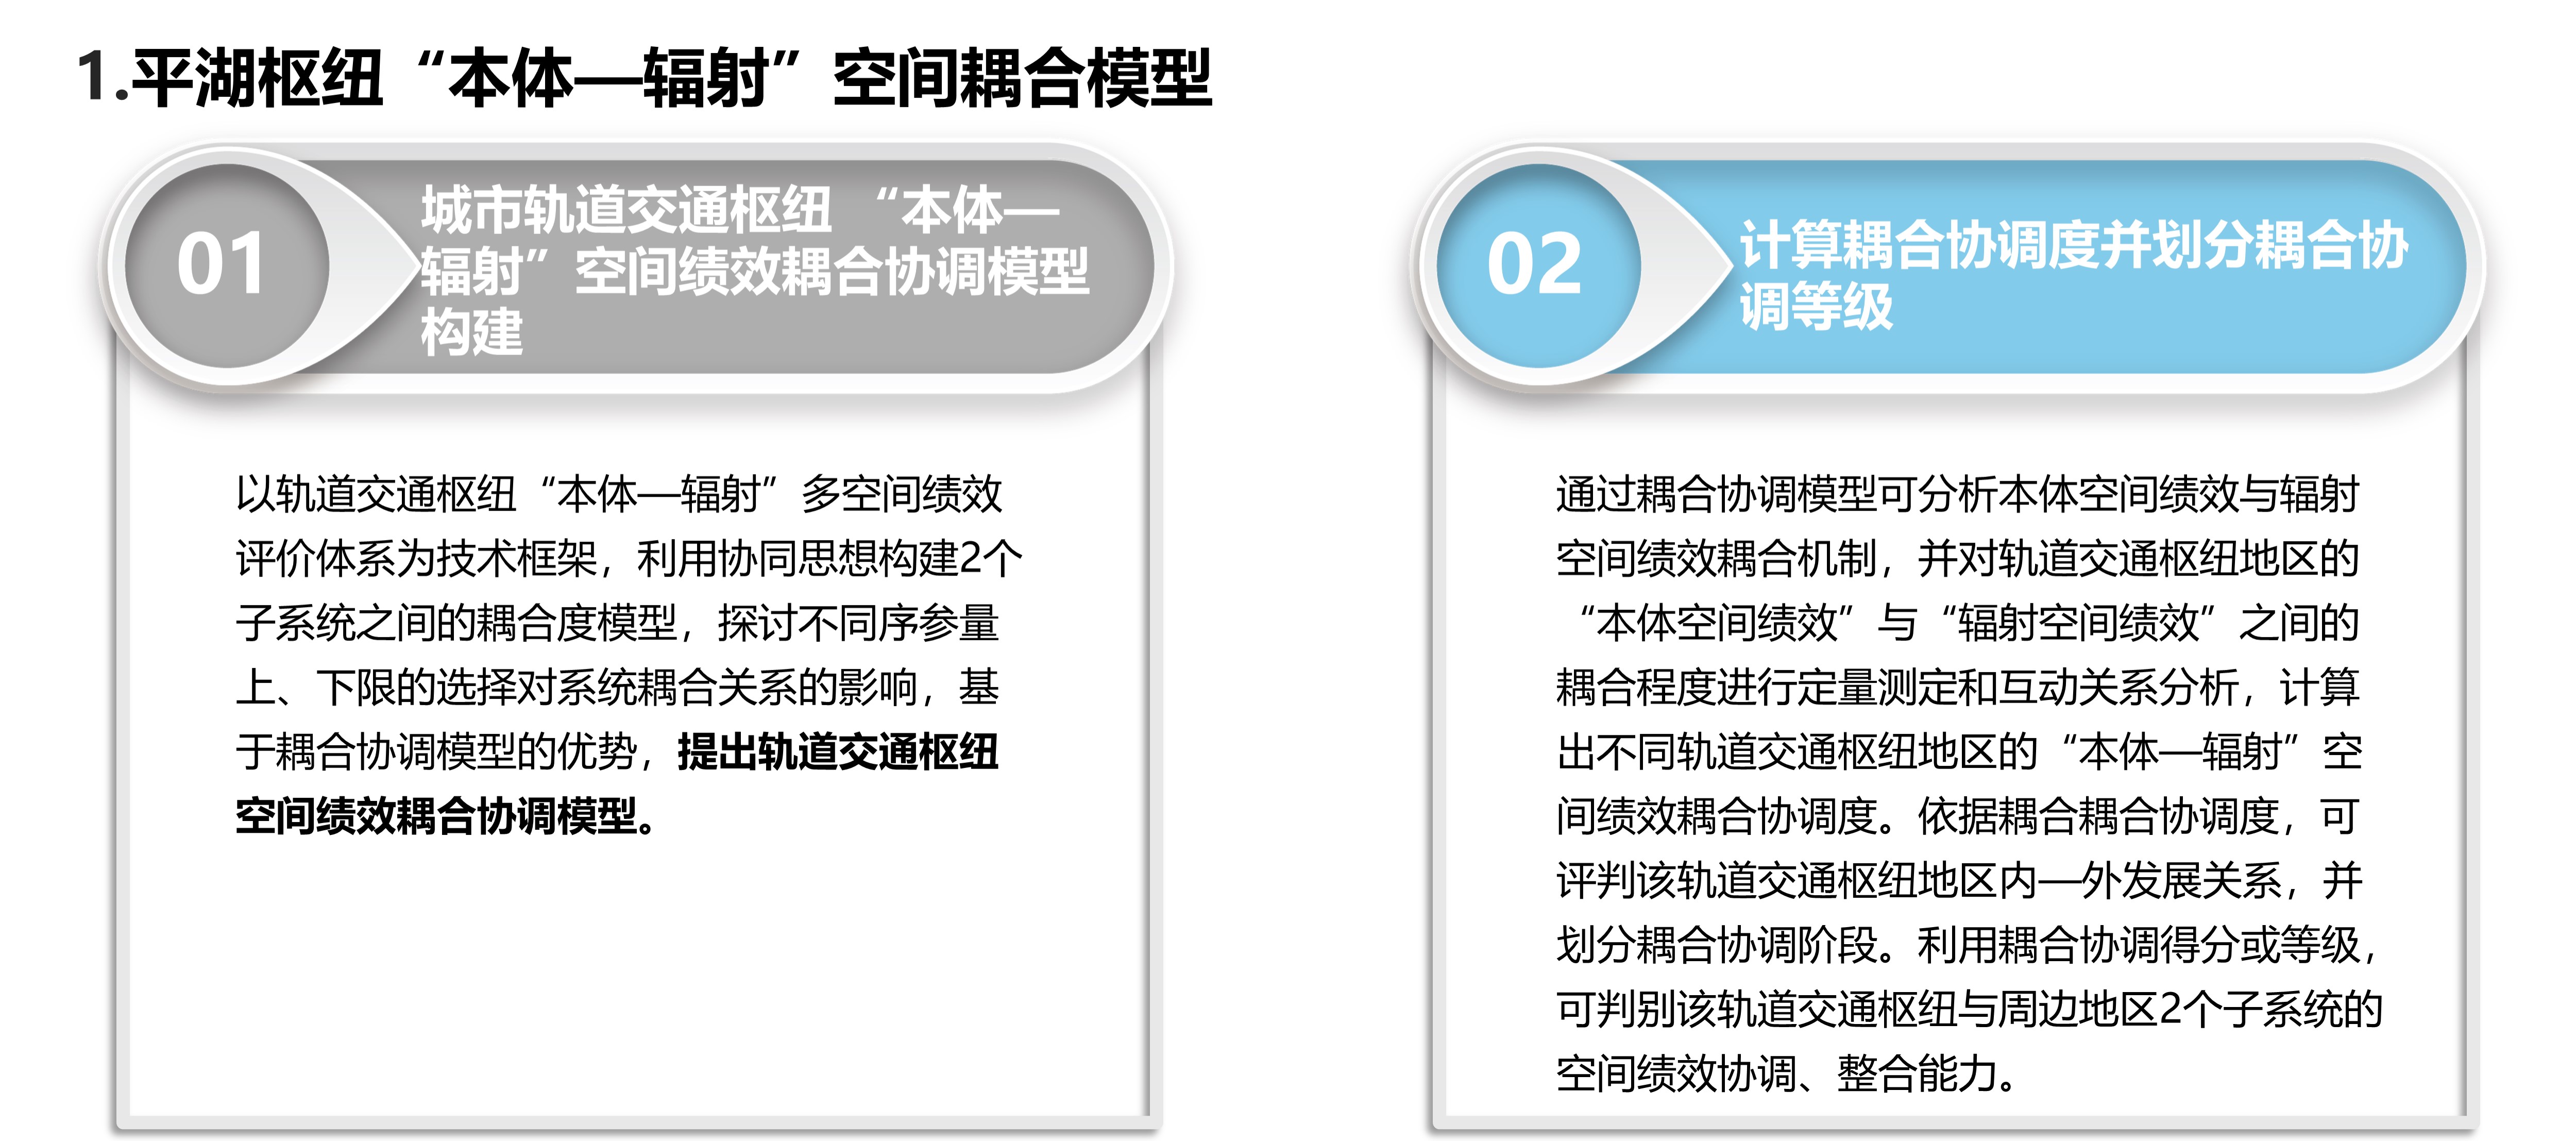 1.平湖枢纽“本体—辐射”空间耦合模型
01
城市轨道交通枢纽 “本体—
辐射”空间绩效耦合协调模型
构建
以轨道交通枢纽“本体—辐射”多空间绩效
评价体系为技术框架，利用协同思想构建2个
子系统之间的耦合度模型，探讨不同序参量
上、下限的选择对系统耦合关系的影响，基
于耦合协调模型的优势，提出轨道交通枢纽
空间绩效耦合协调模型。
02
计算耦合协调度并划分耦合协
调等级
通过耦合协调模型可分析本体空间绩效与辐射
空间绩效耦合机制，并对轨道交通枢纽地区的
“本体空间绩效”与“辐射空间绩效”之间的
耦合程度进行定量测定和互动关系分析，计算
出不同轨道交通枢纽地区的“本体—辐射”空
间绩效耦合协调度。依据耦合耦合协调度，可
评判该轨道交通枢纽地区内—外发展关系，并
划分耦合协调阶段。利用耦合协调得分或等级，
可判别该轨道交通枢纽与周边地区2个子系统的
空间绩效协调、整合能力。